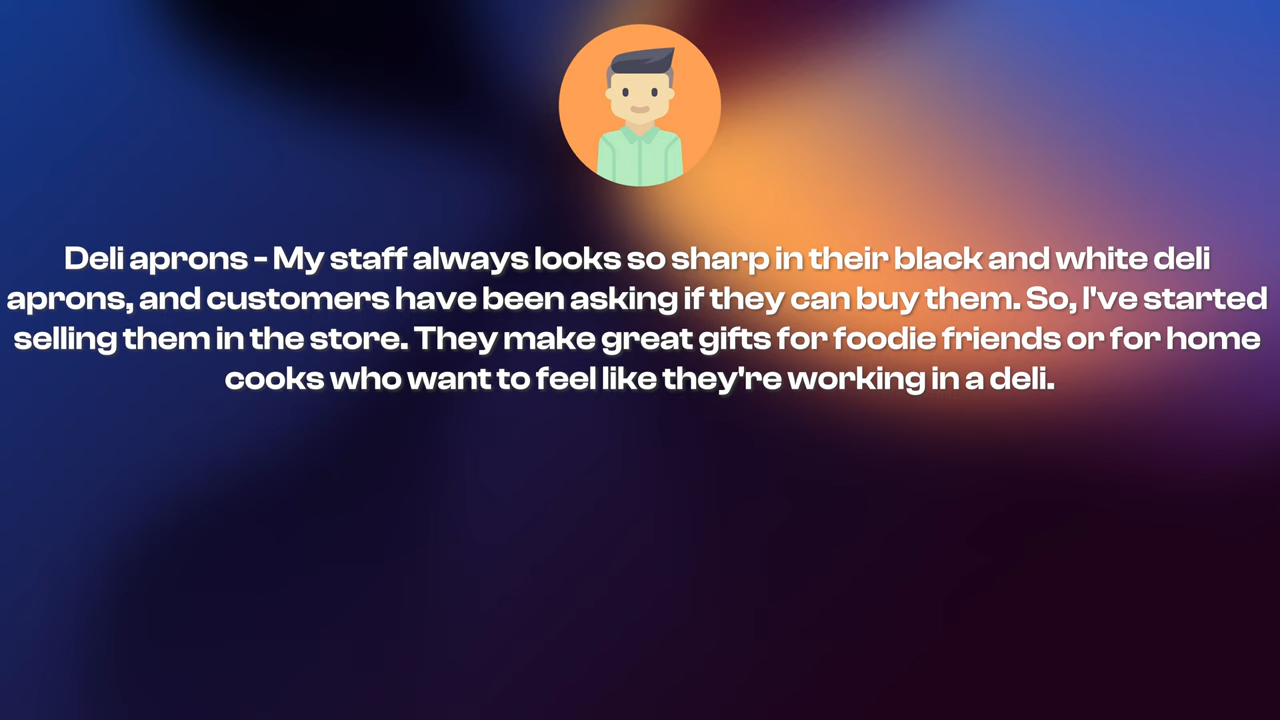 Deli aprons - My staff always looks so sharp in their black and white deli
aprons, and customers have been asking if they can buy them. So, I've started
selling them in the store. They make great gifts for foodie friends or for home
cooks who want to feel like they're working in a deli.